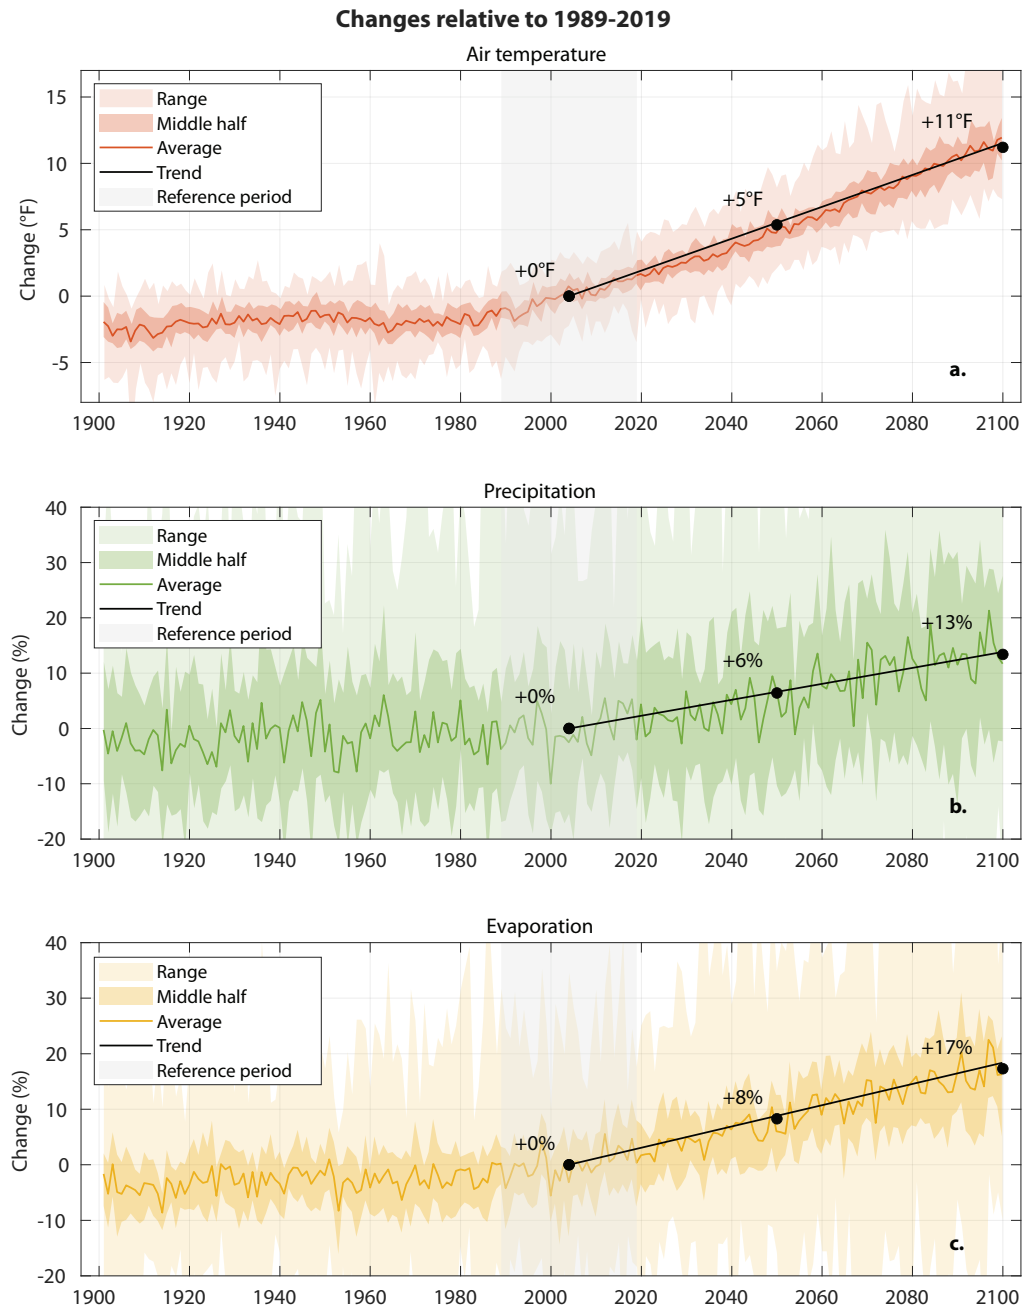 Changes relative to 1989-2019
Air temperature
15
10
5
0
-5
Change (°F)
Range
Middle half
Average
Trend
Reference period
+0°F
+5°F
+11°F
a.
1900 1920 1940 1960 1980 2000 2020 2040 2060 2080 2100
Precipitation
40
30
20
10
0
-10
-20
Change (%)
Range
Middle half
Average
Trend
Reference period
+0%
+6%
+13%
b.
1900 1920 1940 1960 1980 2000 2020 2040 2060 2080 2100
Evaporation
40
30
20
10
0
-10
-20
Change (%)
Range
Middle half
Average
Trend
Reference period
+0%
+8%
+17%
c.
1900 1920 1940 1960 1980 2000 2020 2040 2060 2080 2100